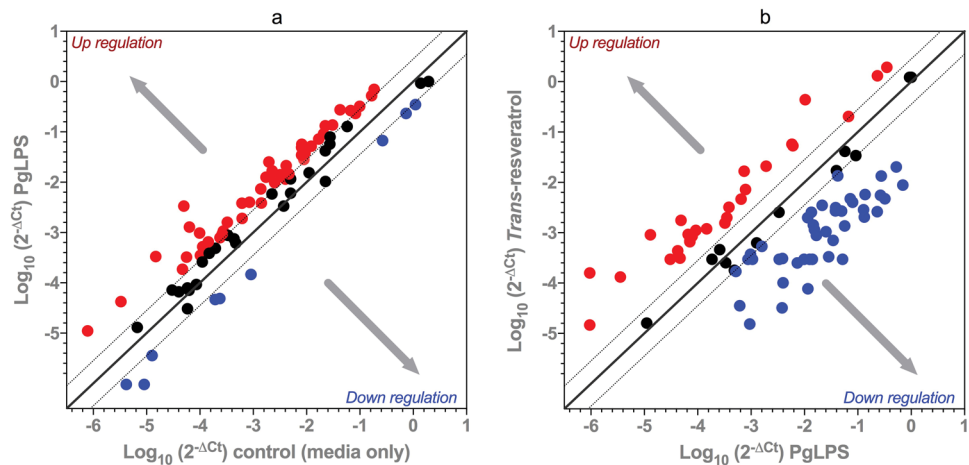 a
Up regulation
Down regulation
1
0
-1
-2
-3
-4
-5
-6 -5 -4 -3 -2 -1 0 1
Log10 (2-ΔCt) PgLPS
Log10 (2-ΔCt) control (media only)
b
Up regulation
Down regulation
1
0
-1
-2
-3
-4
-5
-6 -5 -4 -3 -2 -1 0 1
Log10 (2-ΔCt) Trans-resveratrol
Log10 (2-ΔCt) PgLPS